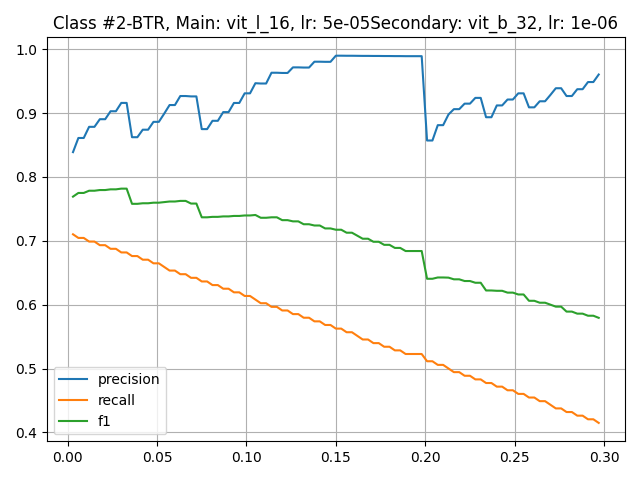 Class #2-BTR, Main: vit_l_16, lr: 5e-05Secondary: vit_b_32, lr: 1e-06
1.0
0.9
0.8
0.7
0.6
0.5
0.4
precision
recall
f1
0.00 0.05 0.10 0.15 0.20 0.25 0.30